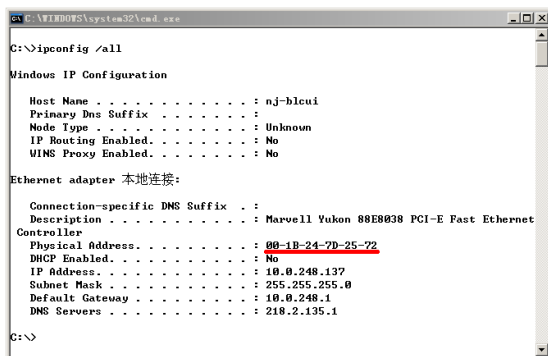 C:\WINDOWS\system32\cmd.exe
C:\>ipconfig /all
Windows IP Configuration
Host Name . . . . . . . . . . . . : nj-blcui
Primary Dns Suffix . . . . . . . :
Node Type . . . . . . . . . . . . : Unknown
IP Routing Enabled. . . . . . . . : No
WINS Proxy Enabled. . . . . . . . : No
Ethernet adapter 本地连接:
Connection-specific DNS Suffix . :
Description . . . . . . . . . . . : Marvell Yukon 88E8038 PCI-E Fast Ethernet
Controller
Physical Address. . . . . . . . . : 00-1B-24-7D-25-72
DHCP Enabled. . . . . . . . . . . : No
IP Address. . . . . . . . . . . . : 10.0.248.137
Subnet Mask . . . . . . . . . . . : 255.255.255.0
Default Gateway . . . . . . . . . : 10.0.248.1
DNS Servers . . . . . . . . . . . : 218.2.135.1
C:\>